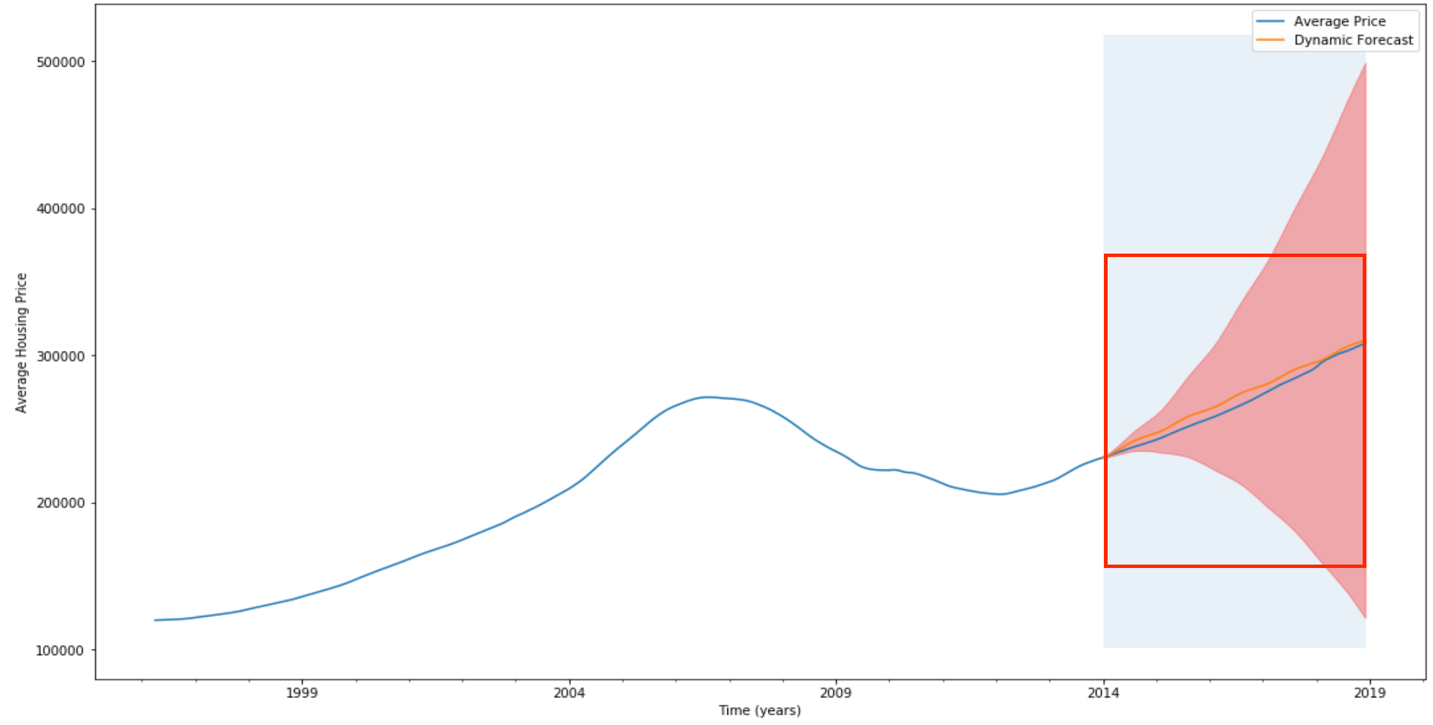 Average Price
Dynamic Forecast
500000
400000
300000
200000
100000
Average Housing Price
1999 2004 2009 2014 2019
Time (years)